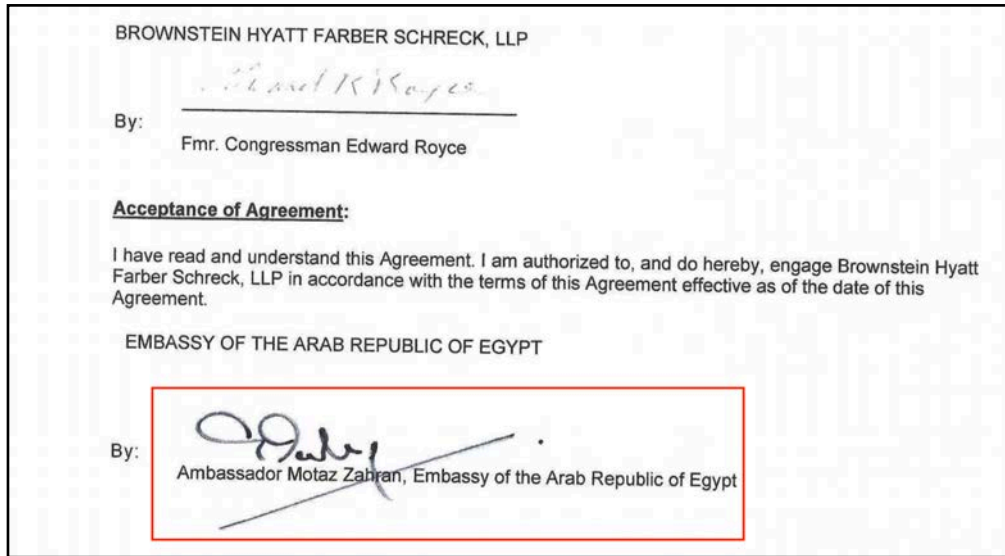 BROWNSTEIN HYATT FARBER SCHRECK, LLP
By:
Fmr. Congressman Edward Royce
Acceptance of Agreement:
I have read and understand this Agreement. I am authorized to, and do hereby, engage Brownstein Hyatt
Farber Schreck, LLP in accordance with the terms of this Agreement effective as of the date of this
Agreement.
EMBASSY OF THE ARAB REPUBLIC OF EGYPT
By:
Ambassador Motaz Zahran, Embassy of the Arab Republic of Egypt